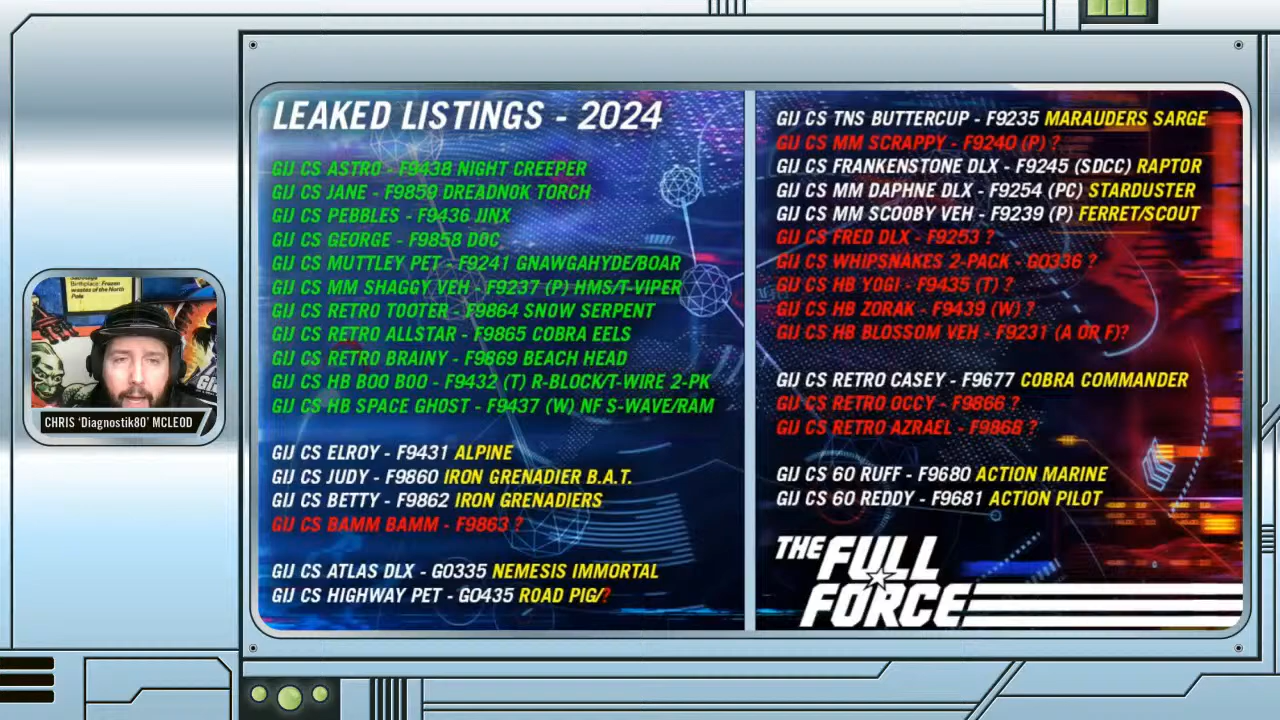 LEAKED LISTINGS - 2024
GIJ CS ASTRO - F9438 NIGHT CREEPER
GIJ CS JANE - F9859 DREADNOK TORCH
GIJ CS PEBBLES - F9436 JINX
GIJ CS GEORGE - F9858 DOC
GIJ CS MUTTLEY PET - F9241 GNAWGAHYDE/BOAR
GIJ CS MM SHAGGY VEH - F9237 (P) HMS/T-VIPER
GIJ CS RETRO TOOTER - F9864 SNOW SERPENT
GIJ CS RETRO ALLSTAR - F9865 COBRA EELS
GIJ CS RETRO BRAINY - F9869 BEACH HEAD
GIJ CS HB BOO BOO - F9432 (T) R-BLOCK/T-WIRE 2-PK
GIJ CS HB SPACE GHOST - F9437 (W) NF S-WAVE/RAM
GIJ CS ELROY - F9431 ALPINE
GIJ CS JUDY - F9860 IRON GRENADIER B.A.T.
GIJ CS BETTY - F9862 IRON GRENADIERS
GIJ CS BAMM BAMM - F9863 ?
GIJ CS ATLAS DLX - GO335 NEMESIS IMMORTAL
GIJ CS HIGHWAY PET - GO435 ROAD PIG/?
GIJ CS TNS BUTTERCUP - F9235 MARAUDERS SARGE
GIJ CS MM SCRAPPY - F9240 (P) ?
GIJ CS FRANKENSTONE DLX - F9245 (SDCC) RAPTOR
GIJ CS MM DAPHNE DLX - F9254 (PC) STARDUSTER
GIJ CS MM SCOOBY VEH - F9239 (P) FERRET/SCOUT
GIJ CS FRED DLX - F9253 ?
GIJ CS WHIPSNAKES 2-PACK - GO336 ?
GIJ CS HB YOGI - F9435 (T) ?
GIJ CS HB ZORAK - F9439 (W) ?
GIJ CS HB BLOSSOM VEH - F9231 (A OR F)?
GIJ CS RETRO CASEY - F9677 COBRA COMMANDER
GIJ CS RETRO OCCY - F9866 ?
GIJ CS RETRO AZRAEL - F9868 ?
GIJ CS 60 RUFF - F9680 ACTION MARINE
GIJ CS 60 REDDY - F9681 ACTION PILOT
THE FULL
FORCE
Birthplace: Frozen
wastes of the North
Pole
CHRIS 'Diagnostik80' MCLEOD